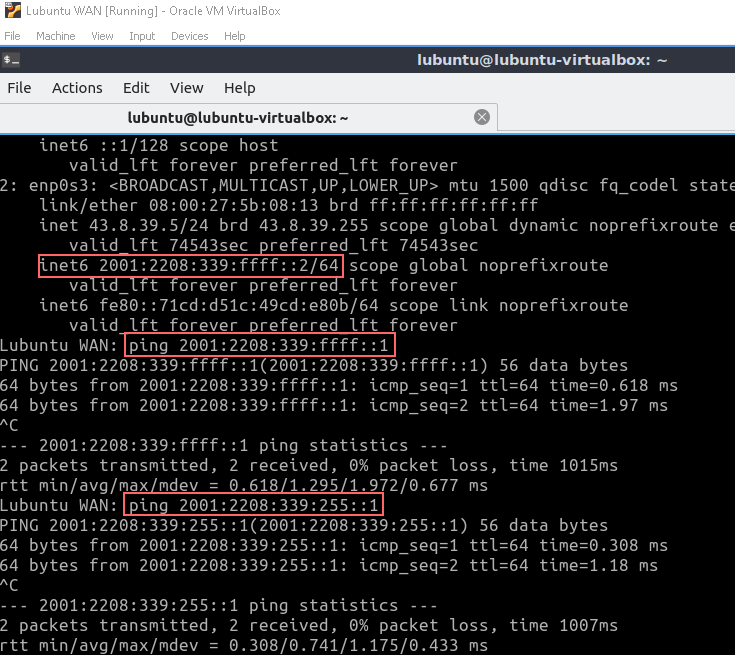 Lubuntu WAN [Running] - Oracle VM VirtualBox
File Machine View Input Devices Help
lubuntu@lubuntu-virtualbox: ~
File Actions Edit View Help
lubuntu@lubuntu-virtualbox: ~
inet6 ::1/128 scope host
valid_lft forever preferred_lft forever
2: enp0s3: <BROADCAST,MULTICAST,UP,LOWER_UP> mtu 1500 qdisc fq_codel state
link/ether 08:00:27:5b:08:13 brd ff:ff:ff:ff:ff:ff
inet 43.8.39.5/24 brd 43.8.39.255 scope global dynamic noprefixroute e
valid_lft 74543sec preferred_lft 74543sec
inet6 2001:2208:339:ffff::2/64 scope global noprefixroute
valid_lft forever preferred_lft forever
inet6 fe80::71cd:d51c:49cd:e80b/64 scope link noprefixroute
valid_lft forever preferred_lft forever
Lubuntu WAN: ping 2001:2208:339:ffff::1
PING 2001:2208:339:ffff::1(2001:2208:339:ffff::1) 56 data bytes
64 bytes from 2001:2208:339:ffff::1: icmp_seq=1 ttl=64 time=0.618 ms
64 bytes from 2001:2208:339:ffff::1: icmp_seq=2 ttl=64 time=1.97 ms
^C
--- 2001:2208:339:ffff::1 ping statistics ---
2 packets transmitted, 2 received, 0% packet loss, time 1015ms
rtt min/avg/max/mdev = 0.618/1.295/1.972/0.677 ms
Lubuntu WAN: ping 2001:2208:339:255::1
PING 2001:2208:339:255::1(2001:2208:339:255::1) 56 data bytes
64 bytes from 2001:2208:339:255::1: icmp_seq=1 ttl=64 time=0.308 ms
64 bytes from 2001:2208:339:255::1: icmp_seq=2 ttl=64 time=1.18 ms
^C
--- 2001:2208:339:255::1 ping statistics ---
2 packets transmitted, 2 received, 0% packet loss, time 1007ms
rtt min/avg/max/mdev = 0.308/0.741/1.175/0.433 ms